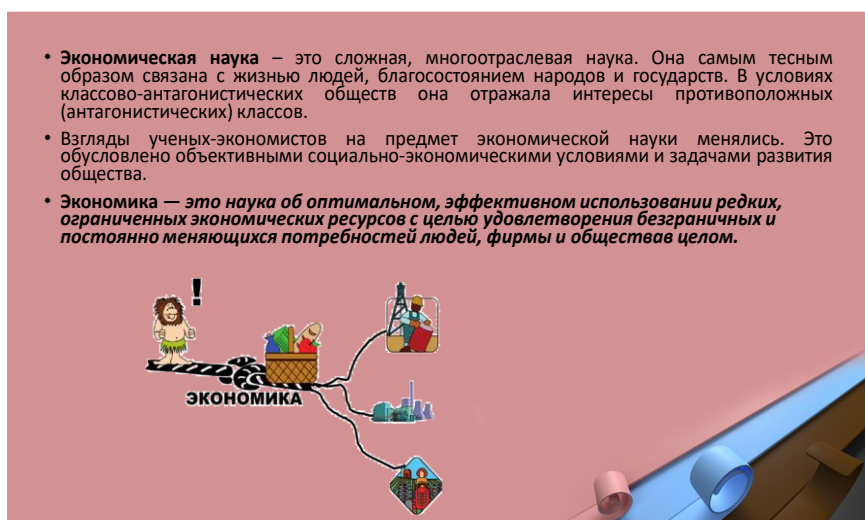 • Экономическая наука – это сложная, многоотраслевая наука. Она самым тесным
образом связана с жизнью людей, благосостоянием народов и государств. В условиях
классово-антагонистических обществ она отражала интересы противоположных
(антагонистических) классов.
• Взгляды ученых-экономистов на предмет экономической науки менялись. Это
обусловлено объективными социально-экономическими условиями и задачами развития
общества.
• Экономика — это наука об оптимальном, эффективном использовании редких,
ограниченных экономических ресурсов с целью удовлетворения безграничных и
постоянно меняющихся потребностей людей, фирмы и обществав целом.
!
ЭКОНОМИКА